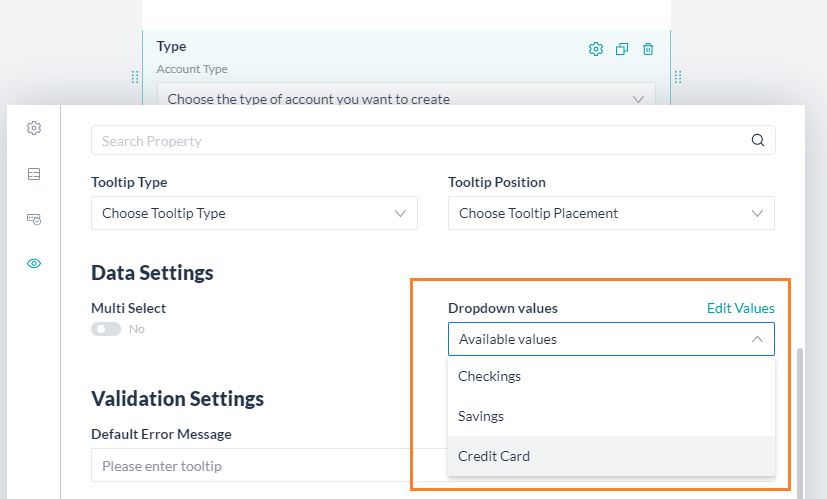 Type
Account Type
Choose the type of account you want to create
Search Property
Tooltip Type
Tooltip Position
Choose Tooltip Type
Choose Tooltip Placement
Data Settings
Multi Select
No
Dropdown values
Edit Values
Available values
Checkings
Savings
Credit Card
Validation Settings
Default Error Message
Please enter tooltip